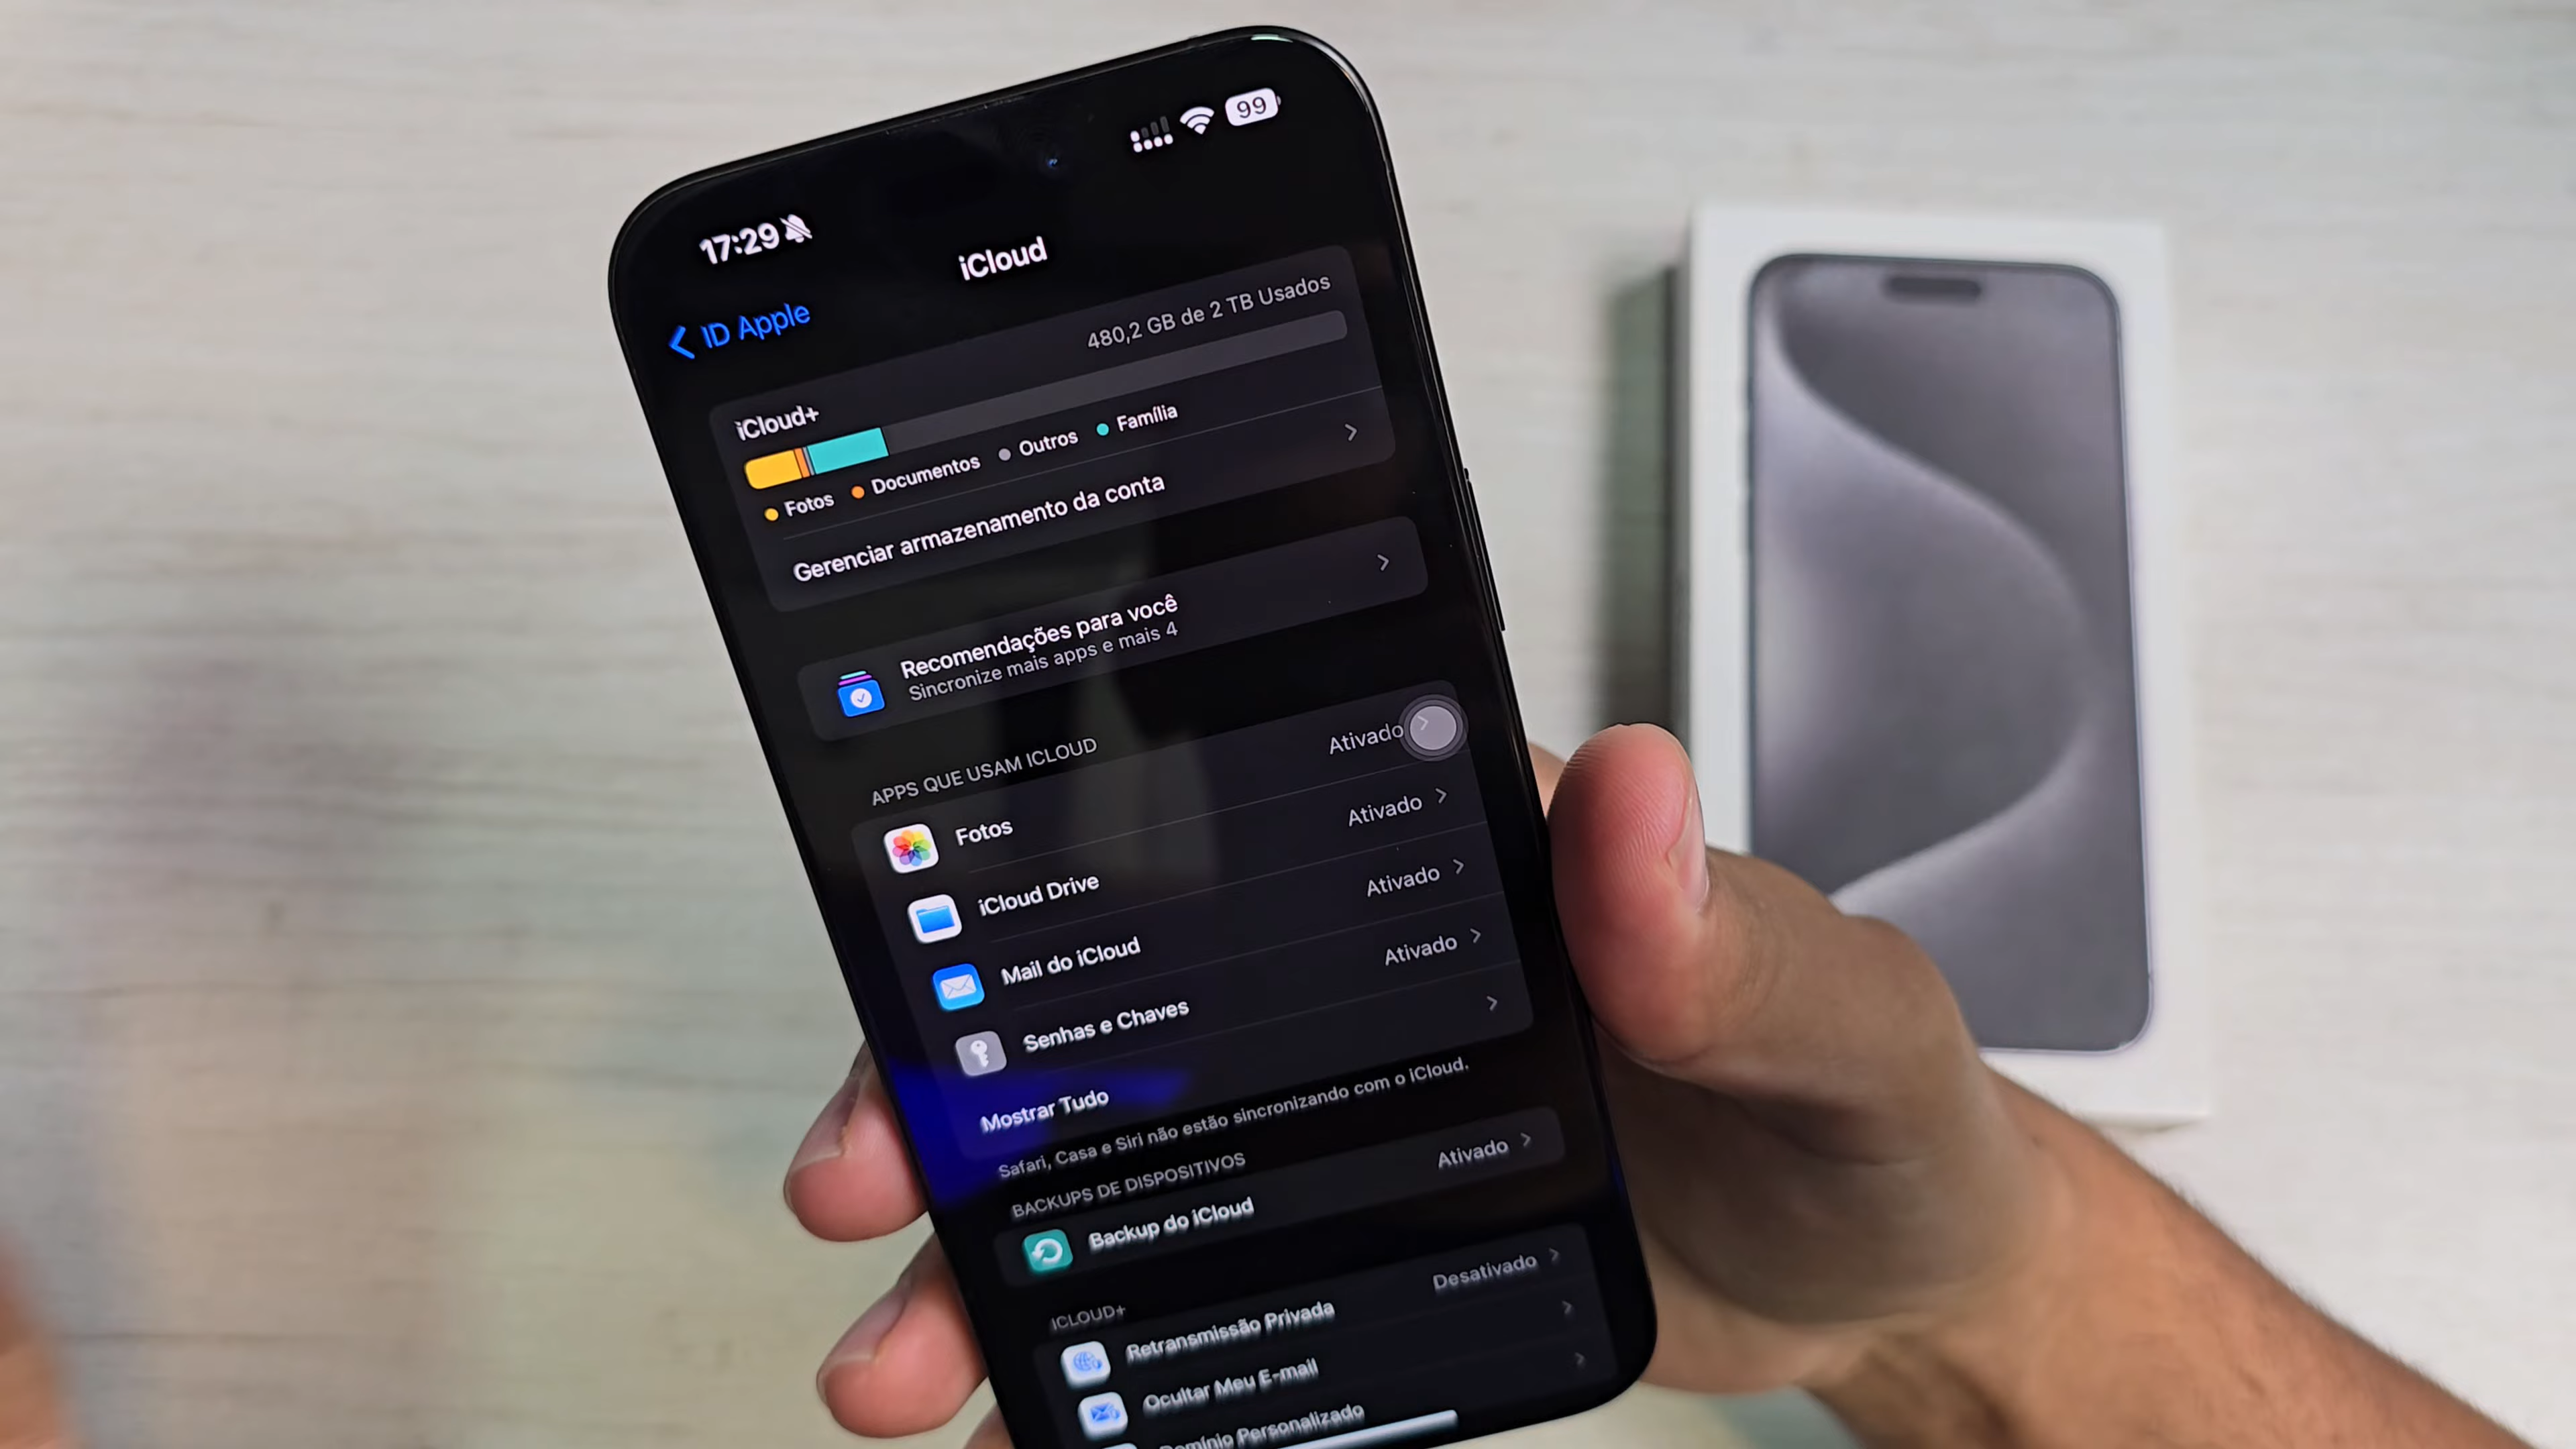 17:29
99
ID Apple
iCloud
iCloud+
480,2 GB de 2 TB Usados
Fotos
Documentos
Outros
Família
Gerenciar armazenamento da conta
Recomendações para você
Sincronize mais apps e mais 4
APPS QUE USAM ICLOUD
Fotos
Ativado
iCloud Drive
Ativado
Mail do iCloud
Ativado
Senhas e Chaves
Ativado
Mostrar Tudo
Safari, Casa e Siri não estão sincronizando com o iCloud.
BACKUPS DE DISPOSITIVOS
Backup do iCloud
Ativado
ICLOUD+
Retransmissão Privada
Desativado
Ocultar Meu E-mail
Domínio Personalizado